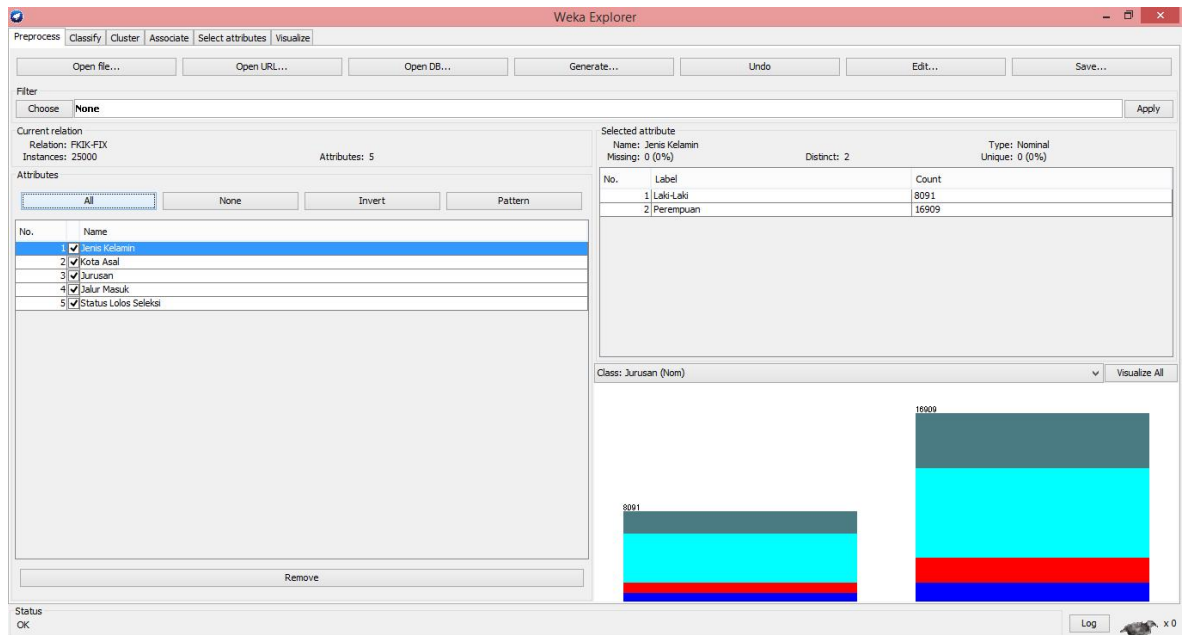 Weka Explorer
Preprocess Classify Cluster Associate Select attributes Visualize
Open file... Open URL... Open DB... Generate... Undo Edit... Save...
Filter
Choose None Apply
Current relation
Relation: FKIK-FIX
Instances: 25000 Attributes: 5
Attributes
All None Invert Pattern
No. Name
1 Jenis Kelamin
2 Kota Asal
3 Jurusan
4 Jalur Masuk
5 Status Lolos Seleksi
Remove
Selected attribute
Name: Jenis Kelamin Type: Nominal
Missing: 0 (0%) Distinct: 2 Unique: 0 (0%)
No. Label Count
1 Laki-Laki 8091
2 Perempuan 16909
Class: Jurusan (Nom) Visualize All
8091
16909
Status
OK
Log x 0